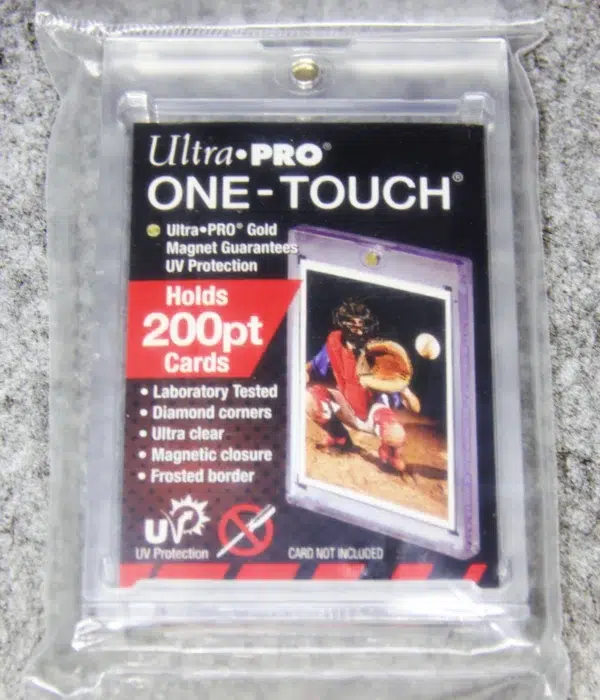 Ultra•PRO®
ONE-TOUCH®
Ultra•PRO® Gold
Magnet Guarantees
UV Protection
Holds
200pt
Cards
• Laboratory Tested
• Diamond corners
• Ultra clear
• Magnetic closure
• Frosted border
UV
UV Protection
CARD NOT INCLUDED